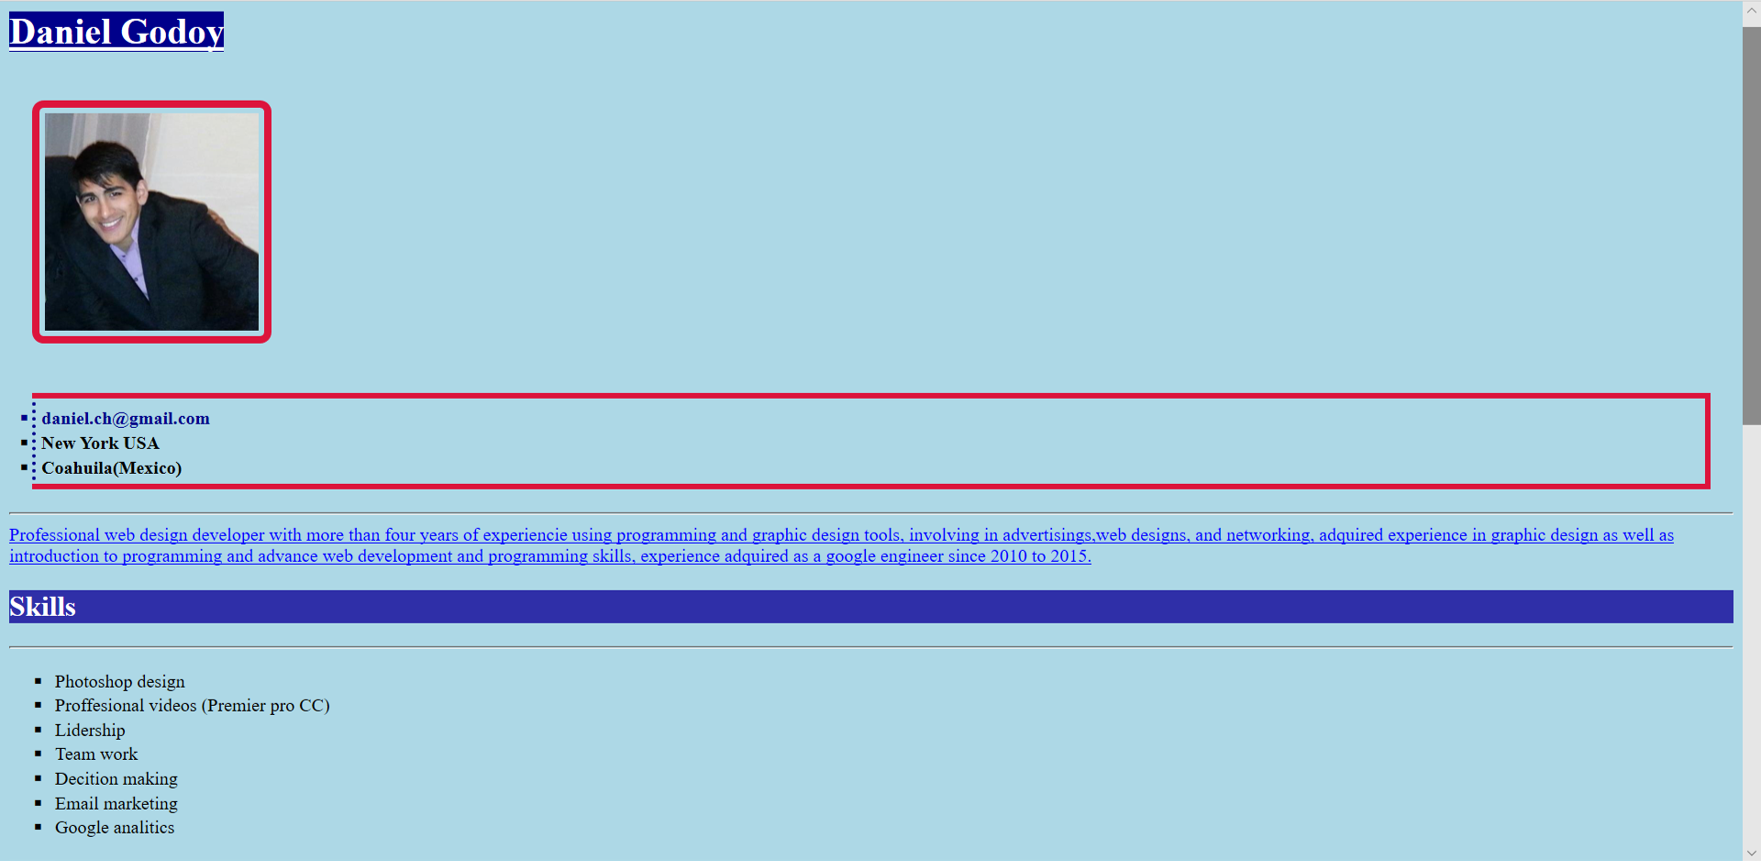 Daniel Godoy
daniel.ch@gmail.com
New York USA
Coahuila(Mexico)
Professional web design developer with more than four years of experiencie using programming and graphic design tools, involving in advertisings,web designs, and networking, adquired experience in graphic design as well as
introduction to programming and advance web development and programming skills, experience adquired as a google engineer since 2010 to 2015.
Skills
Photoshop design
Proffesional videos (Premier pro CC)
Lidership
Team work
Decition making
Email marketing
Google analitics